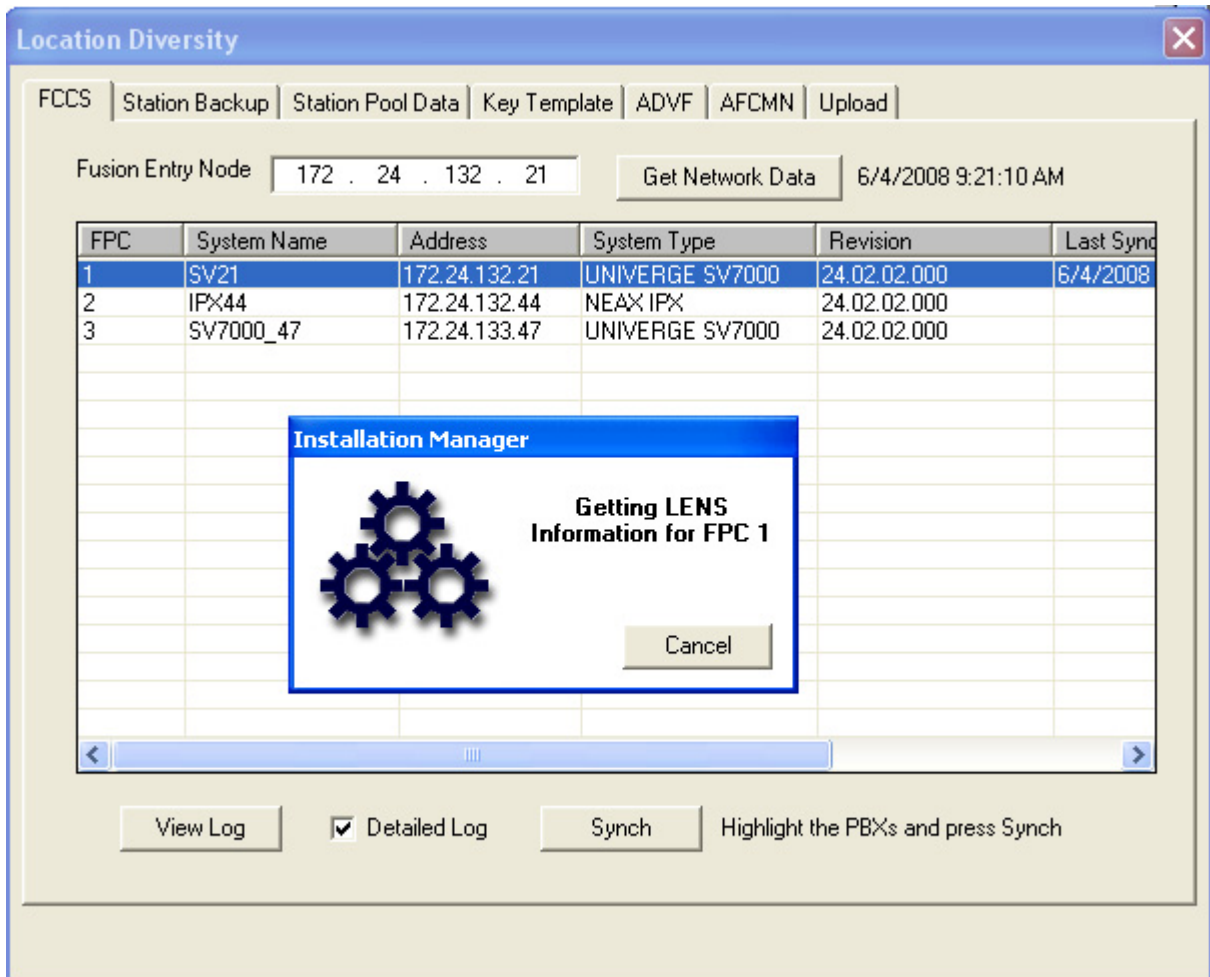 Location Diversity
FCCS Station Backup Station Pool Data Key Template ADVF AFCMN Upload
Fusion Entry Node 172 . 24 . 132 . 21 Get Network Data 6/4/2008 9:21:10 AM
FPC System Name Address System Type Revision Last Sync
1 SV21 172.24.132.21 UNIVERGE SV7000 24.02.02.000 6/4/2008
2 IPX44 172.24.132.44 NEAX IPX 24.02.02.000
3 SV7000_47 172.24.133.47 UNIVERGE SV7000 24.02.02.000
Installation Manager
Getting LENS
Information for FPC 1
Cancel
View Log Detailed Log Synch Highlight the PBXs and press Synch